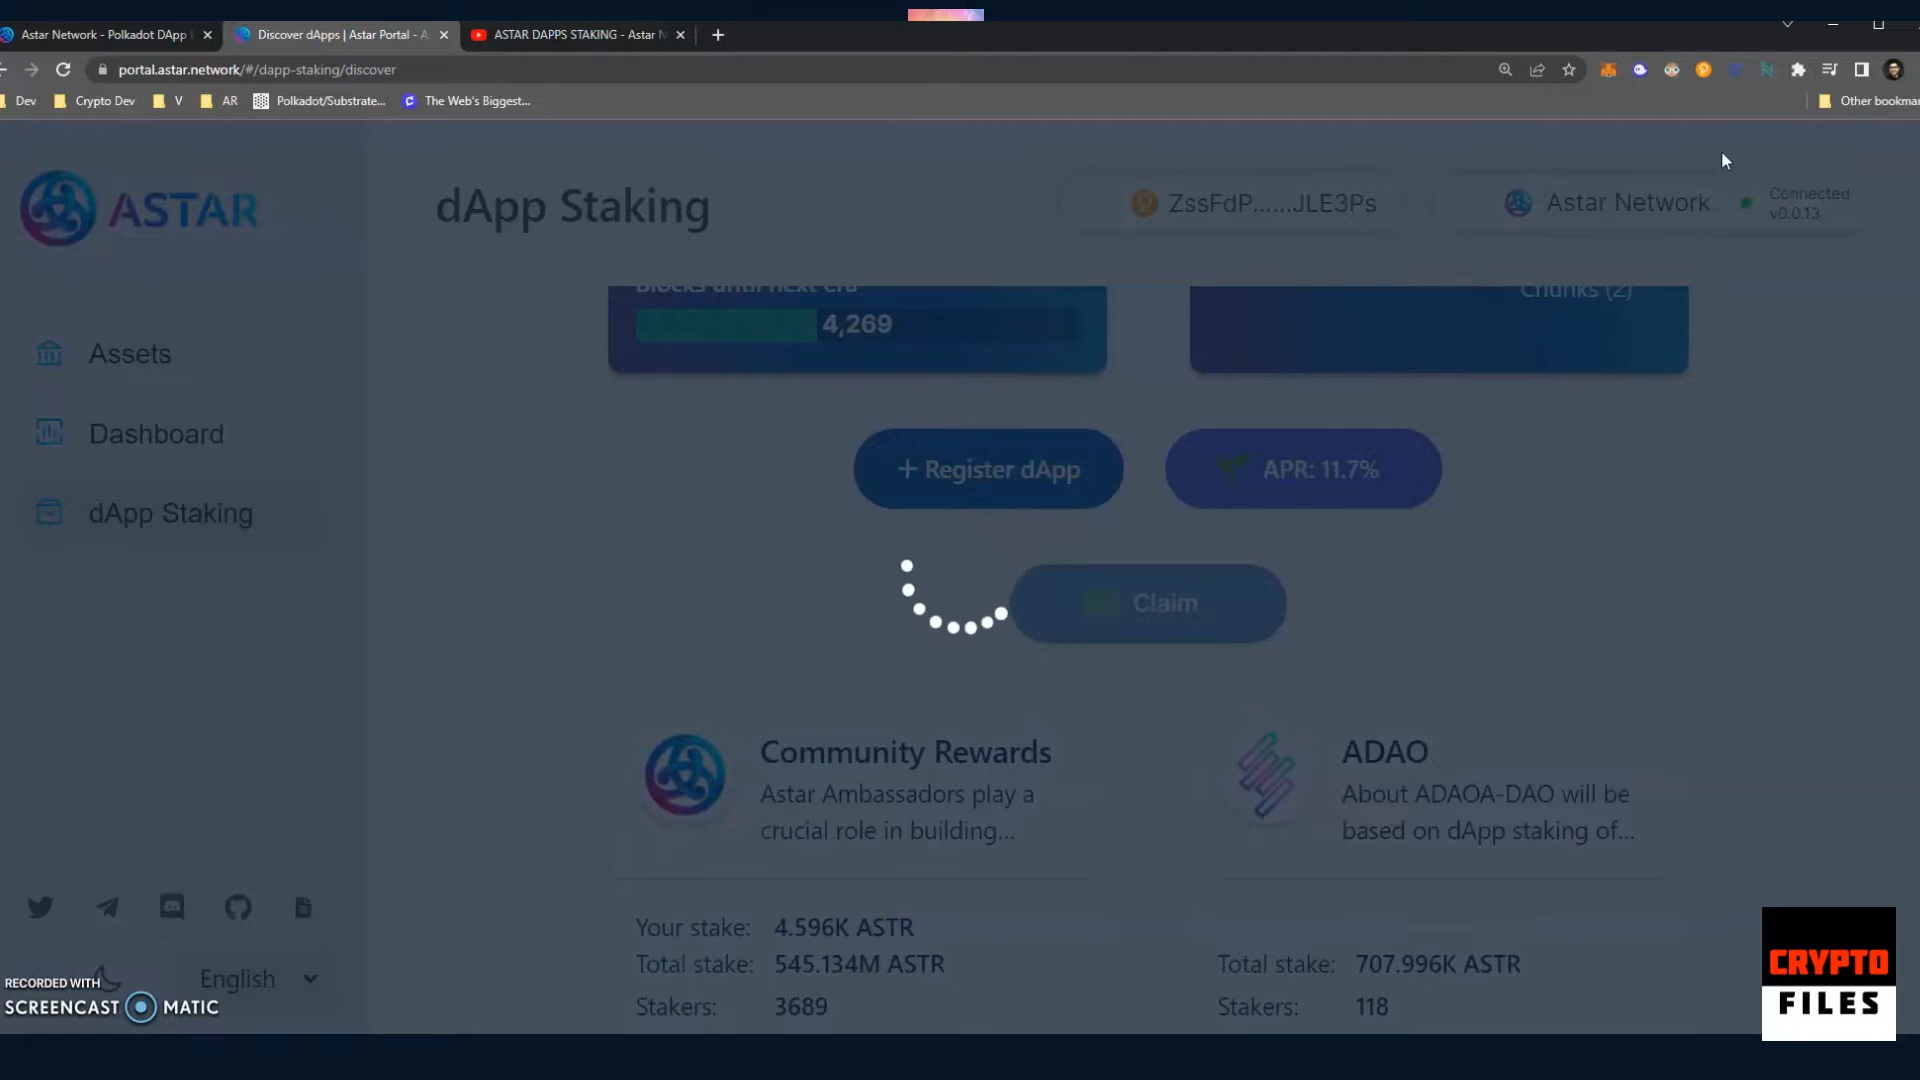 Astar Network - Polkadot DApp
Discover dApps | Astar Portal - A
ASTAR DAPPS STAKING - Astar N
portal.astar.network/#/dapp-staking/discover
Dev
Crypto Dev
V
AR
Polkadot/Substrate...
The Web's Biggest...
Other bookmar
ASTAR
dApp Staking
ZssFdP......JLE3Ps
Astar Network
Connected
v0.0.13
Assets
Dashboard
dApp Staking
Blocks until next era
4,269
Chunks (2)
+ Register dApp
APR: 11.7%
Claim
Community Rewards
Astar Ambassadors play a
crucial role in building...
Your stake: 4.596K ASTR
Total stake: 545.134M ASTR
Stakers: 3689
ADAO
About ADAOA-DAO will be
based on dApp staking of...
Total stake: 707.996K ASTR
Stakers: 118
English
RECORDED WITH
SCREENCAST MATIC
CRYPTO
FILES